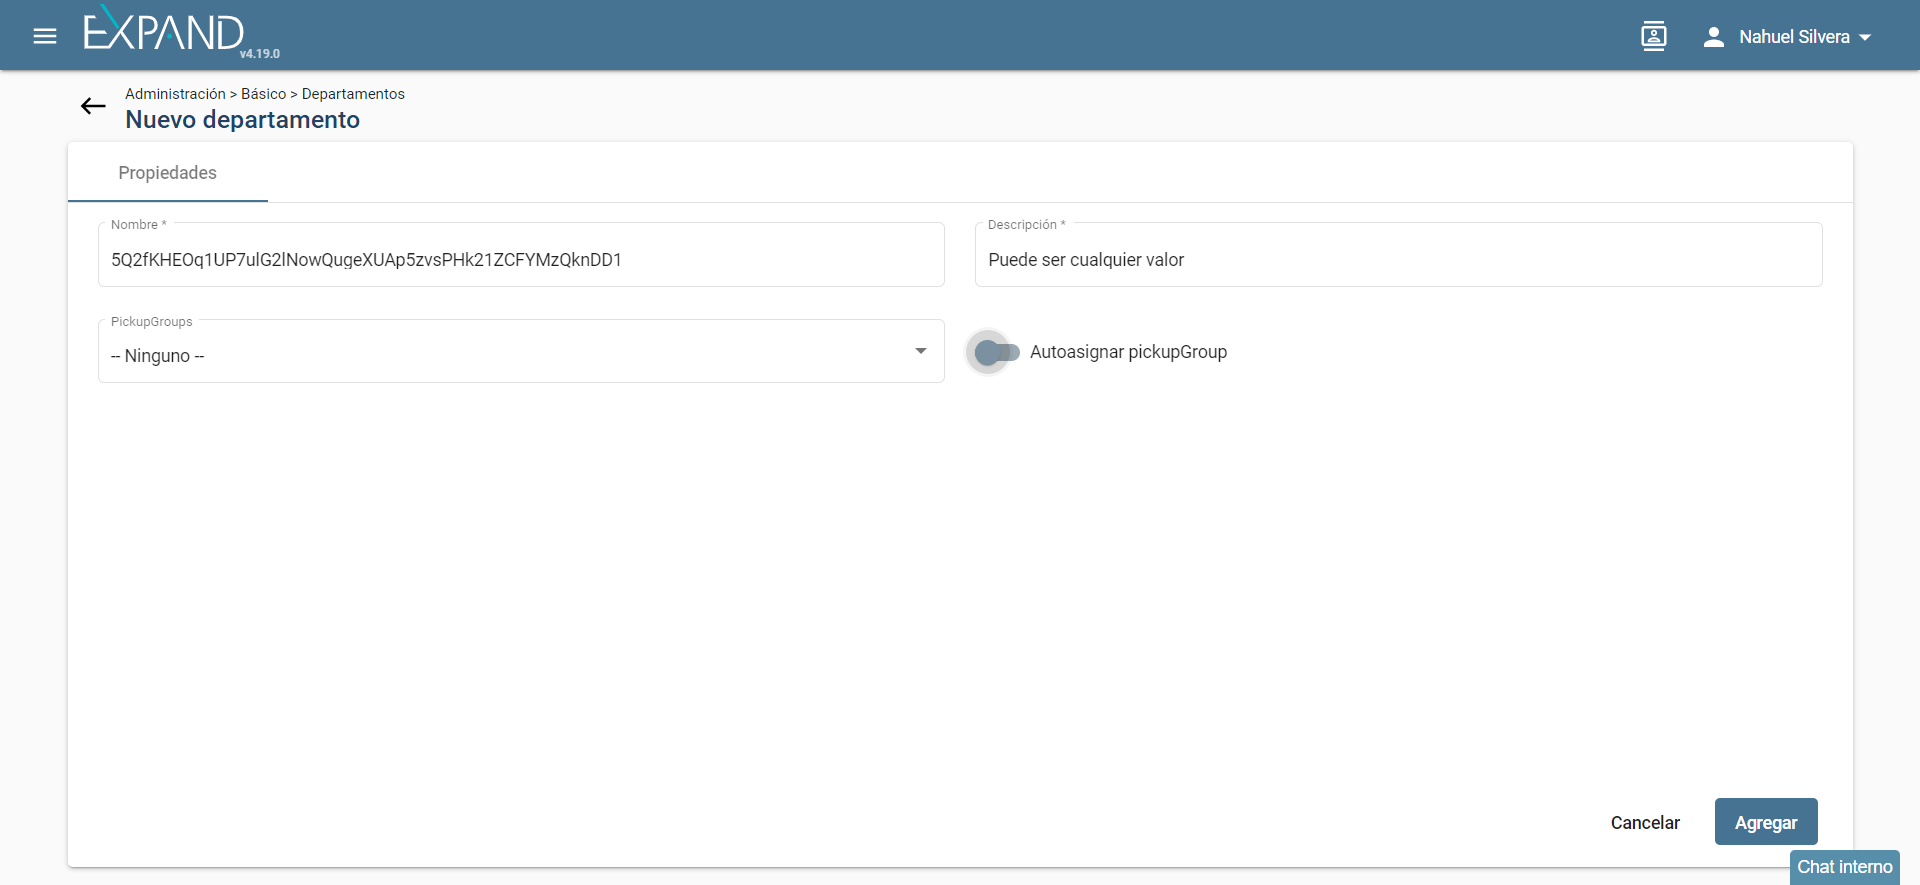 EXPAND
v4.19.0
Nahuel Silvera
Administración > Básico > Departamentos
Nuevo departamento
Propiedades
Nombre *
5Q2fKHEOq1UP7ulG2lNowQugeXUAp5zvsPHk21ZCFYMzQknDD1
Descripción *
Puede ser cualquier valor
PickupGroups
-- Ninguno --
Autoasignar pickupGroup
Cancelar
Agregar
Chat interno